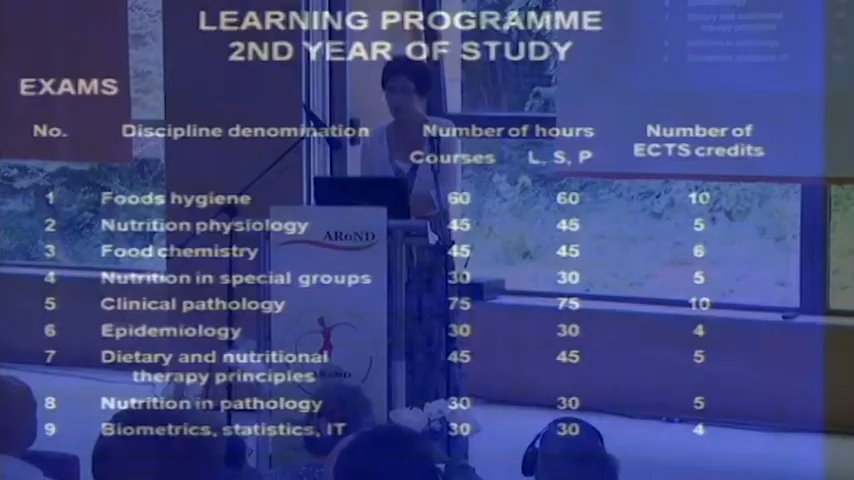 LEARNING PROGRAMME
2ND YEAR OF STUDY
EXAMS
No. Discipline denomination Number of hours Number of
Courses L, S, P ECTS credits
1 Foods hygiene 60 60 10
2 Nutrition physiology 45 45 5
3 Food chemistry 45 45 6
4 Nutrition in special groups 30 30 5
5 Clinical pathology 75 75 10
6 Epidemiology 30 30 4
7 Dietary and nutritional 45 45 5
therapy principles
8 Nutrition in pathology 30 30 5
9 Biometrics, statistics, IT 30 30 4
ARoND
ARoND